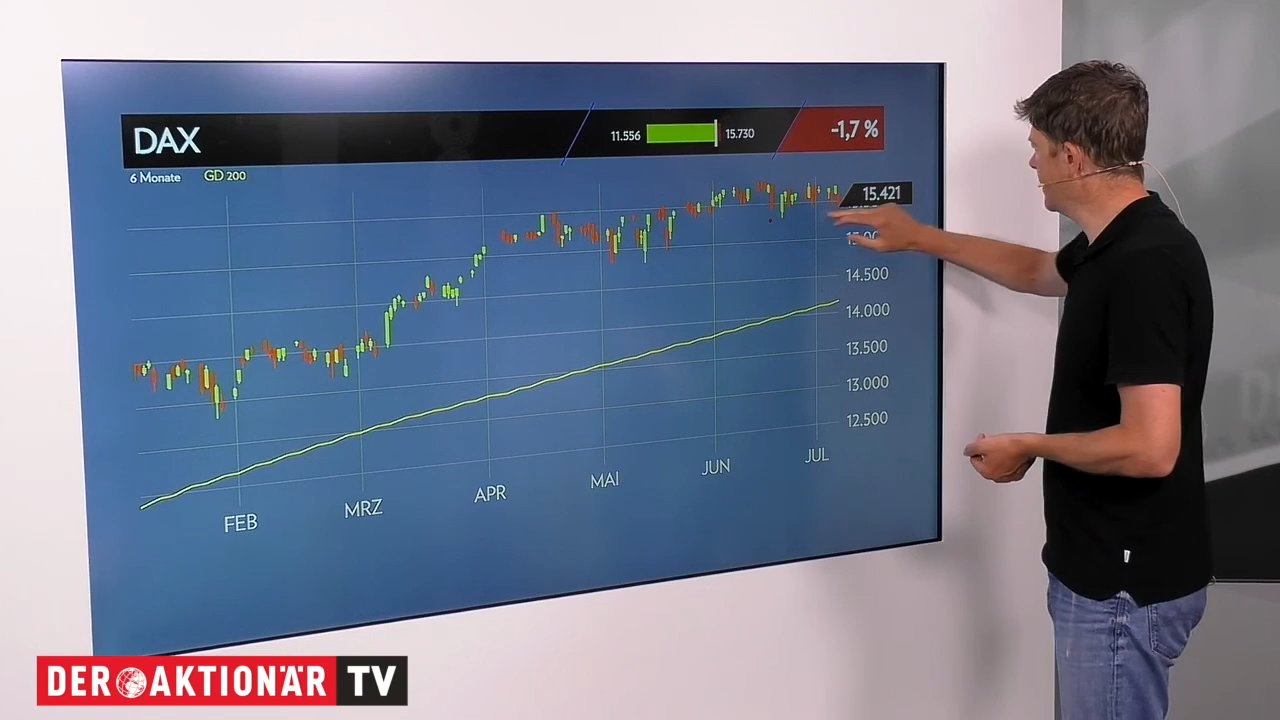 DAX
11.556
15.730
-1,7 %
6 Monate
GD 200
15.421
14.500
14.000
13.500
13.000
12.500
FEB
MRZ
APR
MAI
JUN
JUL
DER AKTIONÄR TV